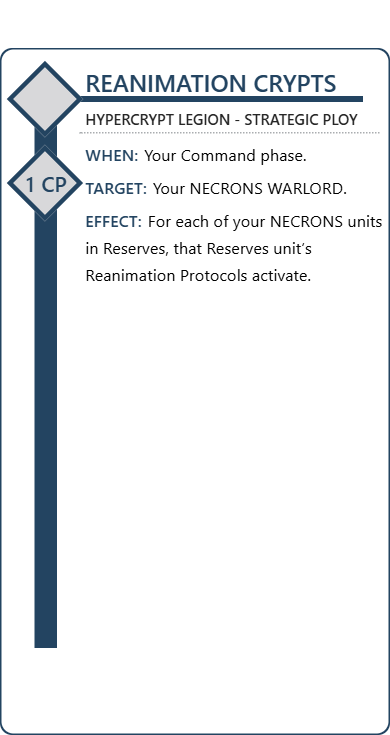 REANIMATION CRYPTS
HYPERCRYPT LEGION - STRATEGIC PLOY
1 CP
WHEN: Your Command phase.
TARGET: Your NECRONS WARLORD.
EFFECT: For each of your NECRONS units
in Reserves, that Reserves unit's
Reanimation Protocols activate.